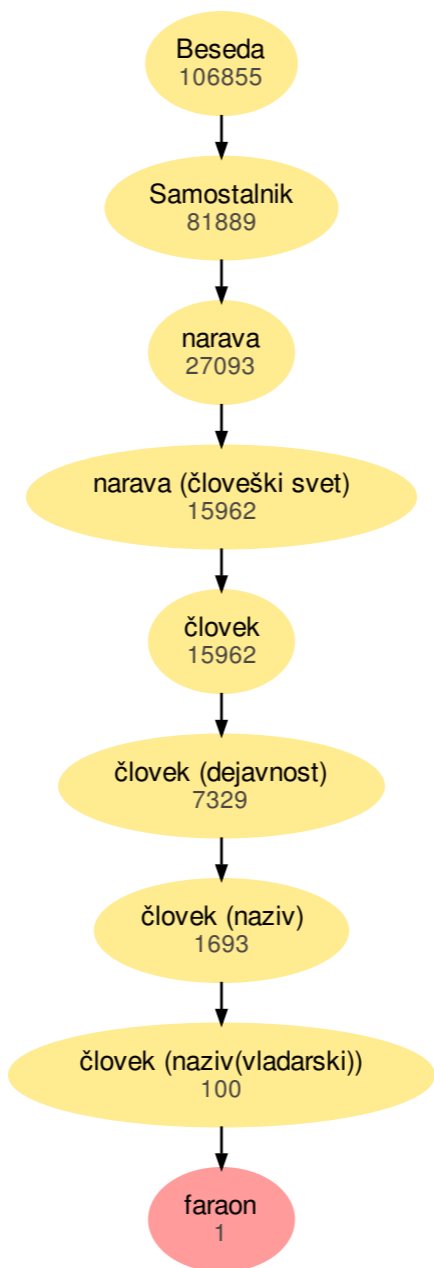 Beseda
106855
Samostalnik
81889
narava
27093
narava (človeški svet)
15962
človek
15962
človek (dejavnost)
7329
človek (naziv)
1693
človek (naziv(vladarski))
100
faraon
1